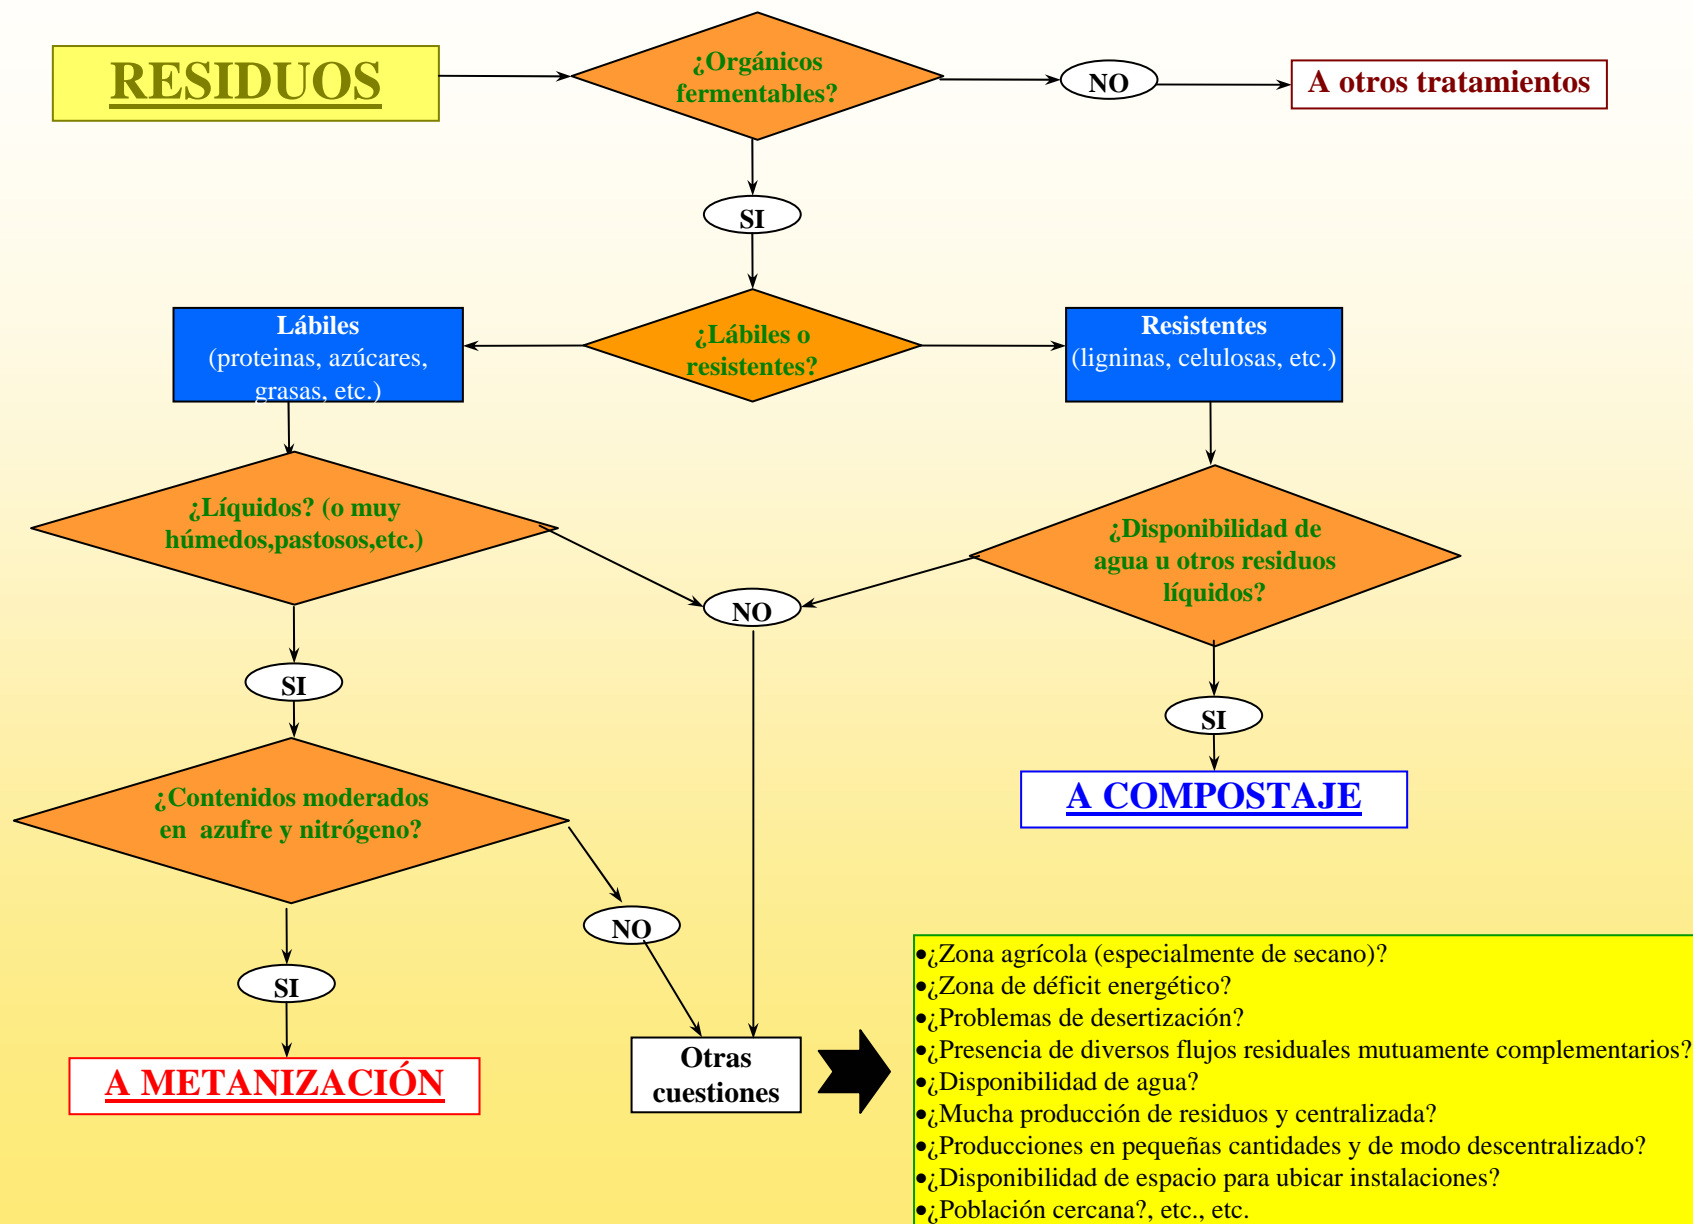 RESIDUOS
¿Orgánicos
fermentables?
NO
A otros tratamientos
SI
¿Lábiles o
resistentes?
Lábiles
(proteinas, azúcares,
grasas, etc.)
Resistentes
(ligninas, celulosas, etc.)
¿Líquidos? (o muy
húmedos,pastosos,etc.)
¿Disponibilidad de
agua u otros residuos
líquidos?
NO
SI
SI
A COMPOSTAJE
¿Contenidos moderados
en azufre y nitrógeno?
NO
SI
A METANIZACIÓN
Otras
cuestiones
•¿Zona agrícola (especialmente de secano)?
•¿Zona de déficit energético?
•¿Problemas de desertización?
•¿Presencia de diversos flujos residuales mutuamente complementarios?
•¿Disponibilidad de agua?
•¿Mucha producción de residuos y centralizada?
•¿Producciones en pequeñas cantidades y de modo descentralizado?
•¿Disponibilidad de espacio para ubicar instalaciones?
•¿Población cercana?, etc., etc.